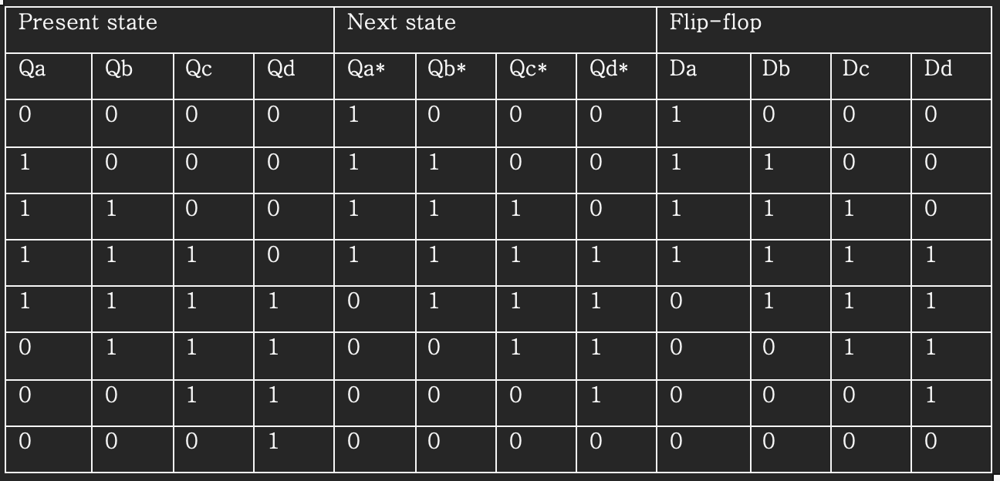 Present state Next state Flip-flop
Qa Qb Qc Qd Qa* Qb* Qc* Qd* Da Db Dc Dd
0 0 0 0 1 0 0 0 1 0 0 0
1 0 0 0 1 1 0 0 1 1 0 0
1 1 0 0 1 1 1 0 1 1 1 0
1 1 1 0 1 1 1 1 1 1 1 1
1 1 1 1 0 1 1 1 0 1 1 1
0 1 1 1 0 0 1 1 0 0 1 1
0 0 1 1 0 0 0 1 0 0 0 1
0 0 0 1 0 0 0 0 0 0 0 0